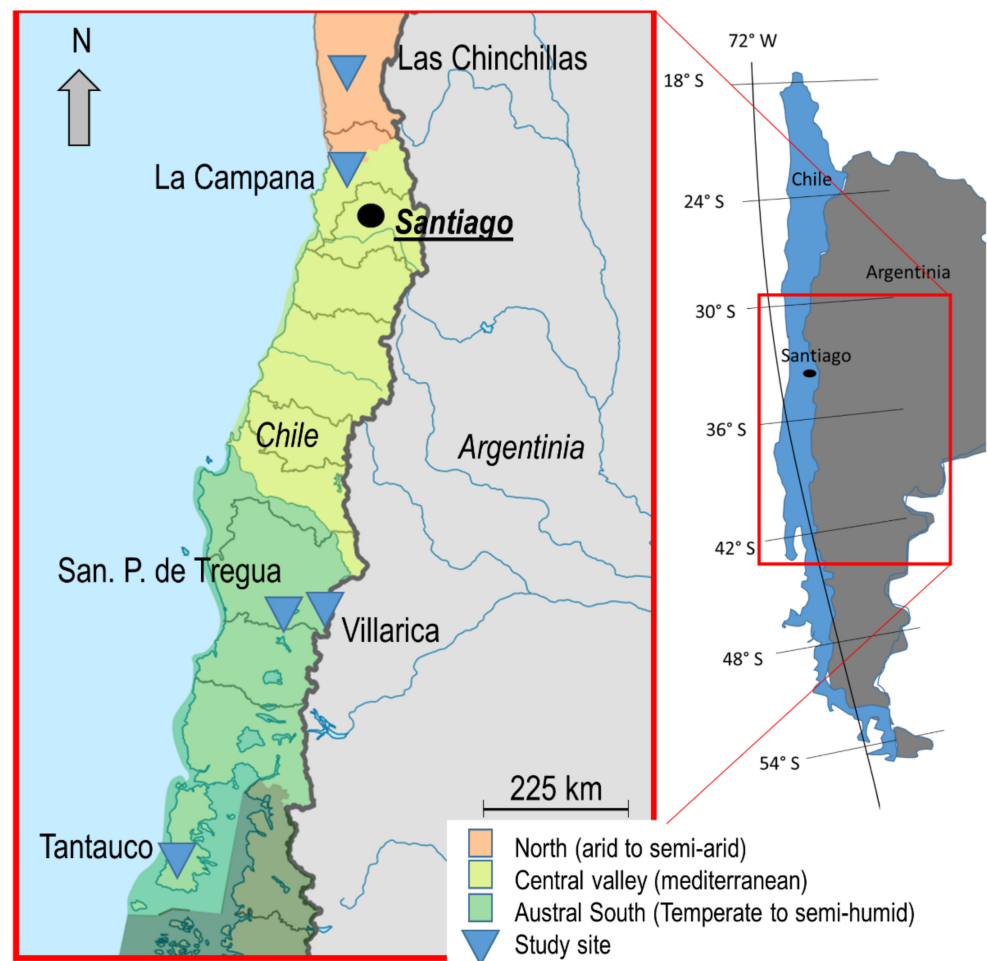 N
Las Chinchillas
La Campana
Santiago
Chile
Argentinia
San. P. de Tregua
Villarica
Tantauco
225 km
North (arid to semi-arid)
Central valley (mediterranean)
Austral South (Temperate to semi-humid)
Study site
72° W
18° S
Chile
24° S
Argentinia
30° S
Santiago
36° S
42° S
48° S
54° S